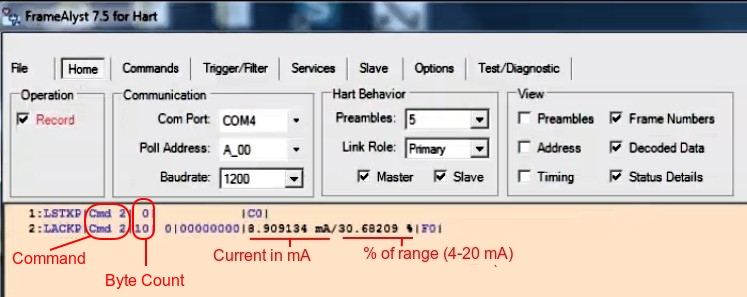 FrameAlyst 7.5 for Hart
File Home Commands Trigger/Filter Services Slave Options Test/Diagnostic
Operation
Record
Communication
Com Port: COM4
Poll Address: A_00
Baudrate: 1200
Hart Behavior
Preambles: 5
Link Role: Primary
Master Slave
View
Preambles Frame Numbers
Address Decoded Data
Timing Status Details
1:LSTXP|Cmd 2| 0 |C0|
2:LACKP|Cmd 2|10 0|00000000|8.909134 mA/30.68209 %|F0|
Command
Byte Count
Current in mA
% of range (4-20 mA)